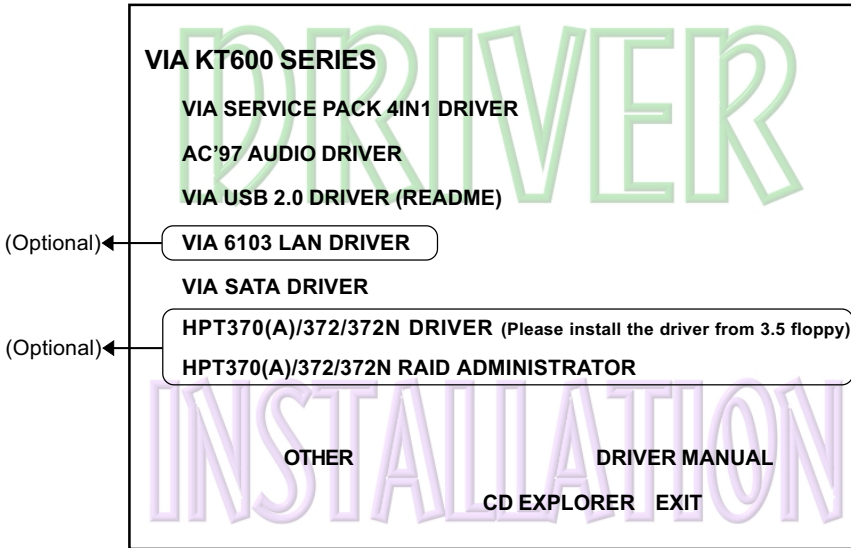 DRIVER
VIA KT600 SERIES
VIA SERVICE PACK 4IN1 DRIVER
AC'97 AUDIO DRIVER
VIA USB 2.0 DRIVER (README)
(Optional) VIA 6103 LAN DRIVER
VIA SATA DRIVER
HPT370(A)/372/372N DRIVER (Please install the driver from 3.5 floppy)
(Optional)
HPT370(A)/372/372N RAID ADMINISTRATOR
INSTALLATION
OTHER DRIVER MANUAL
CD EXPLORER EXIT